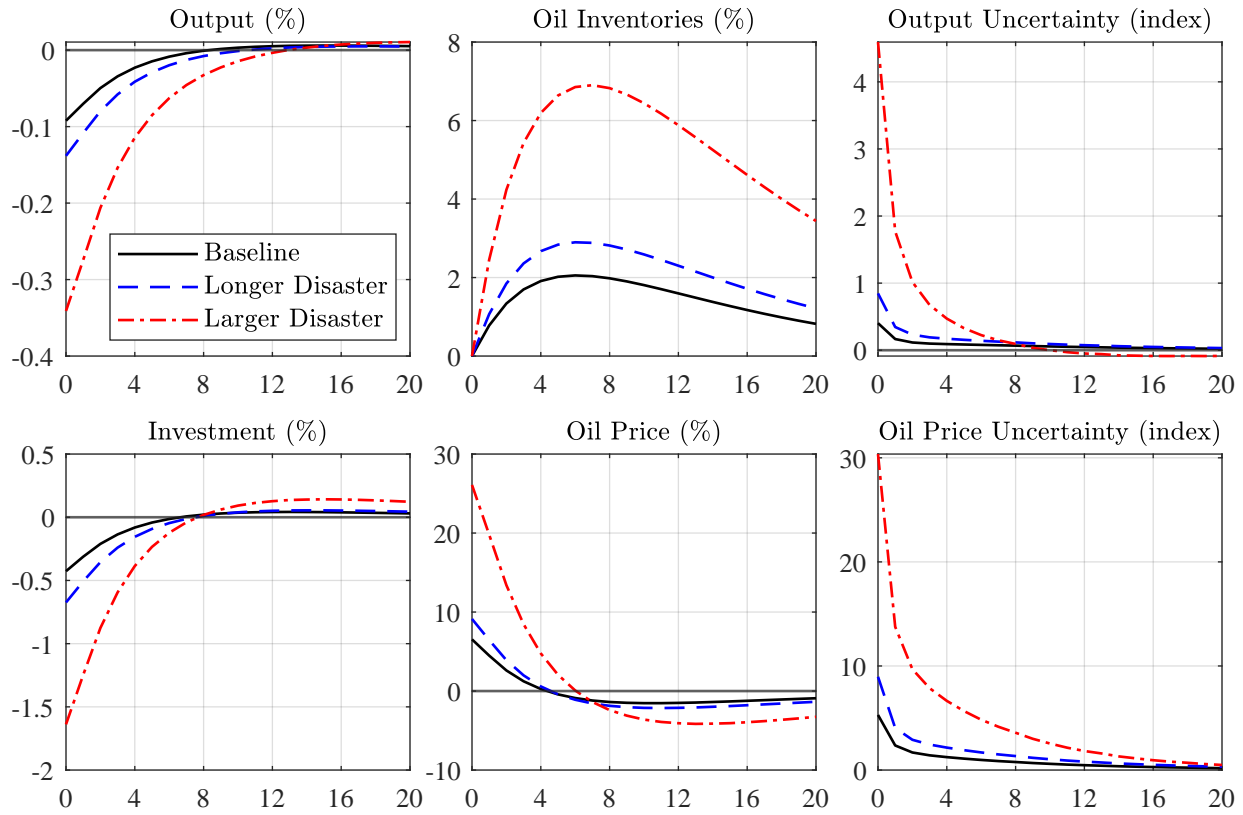 Output (%)
0
-0.1
-0.2
-0.3
-0.4
0 4 8 12 16 20
Baseline
Longer Disaster
Larger Disaster
Oil Inventories (%)
8
6
4
2
0
0 4 8 12 16 20
Output Uncertainty (index)
4
3
2
1
0
0 4 8 12 16 20
Investment (%)
0.5
0
-0.5
-1
-1.5
-2
0 4 8 12 16 20
Oil Price (%)
30
20
10
0
-10
0 4 8 12 16 20
Oil Price Uncertainty (index)
30
20
10
0
0 4 8 12 16 20